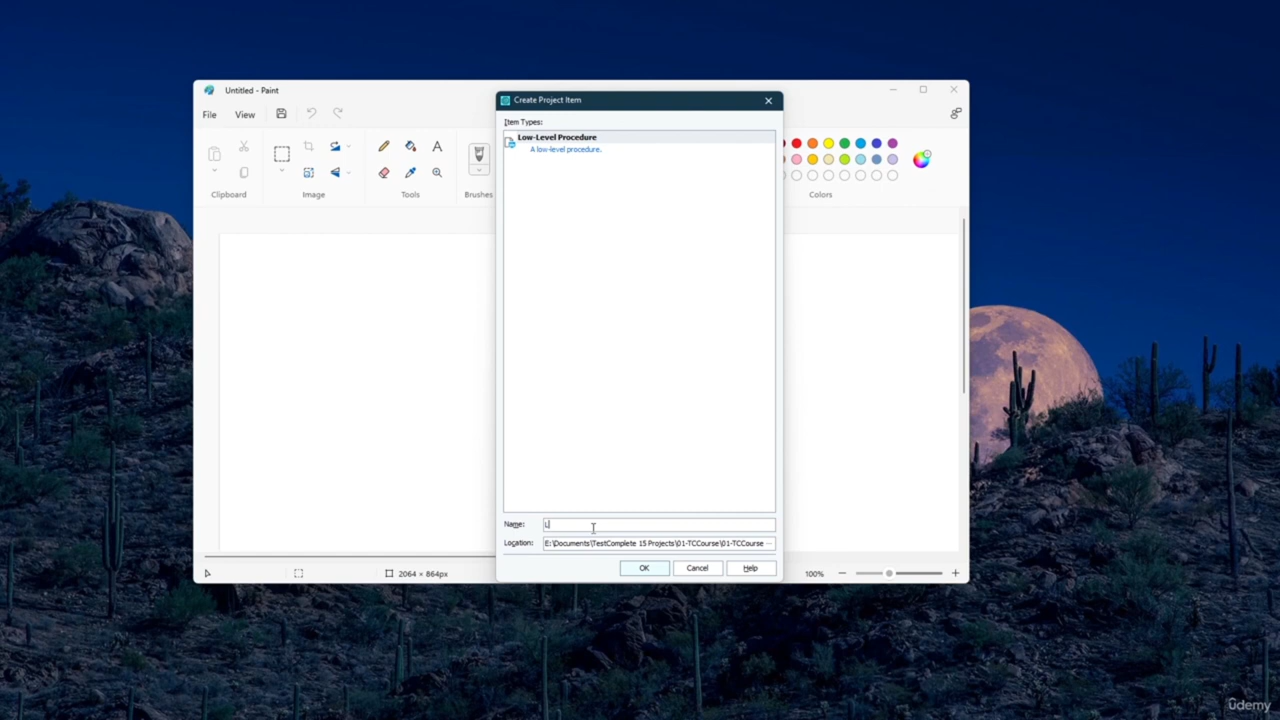 Untitled - Paint
Create Project Item
File
View
Item Types:
Low-Level Procedure
A low-level procedure.
Clipboard
Image
Tools
Brushes
Colors
Name:
L
Location:
E:\Documents\TestComplete 15 Projects\01-TCCourse\01-TCCourse
OK
Cancel
Help
2064 × 864px
100%
ûdemy